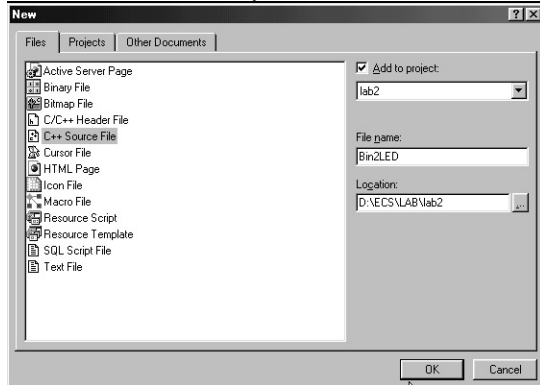 New
Files Projects Other Documents
Active Server Page
Binary File
Bitmap File
C/C++ Header File
C++ Source File
Cursor File
HTML Page
Icon File
Macro File
Resource Script
Resource Template
SQL Script File
Text File
Add to project:
lab2
File name:
Bin2LED
Location:
D:\ECS\LAB\lab2
...
OK Cancel